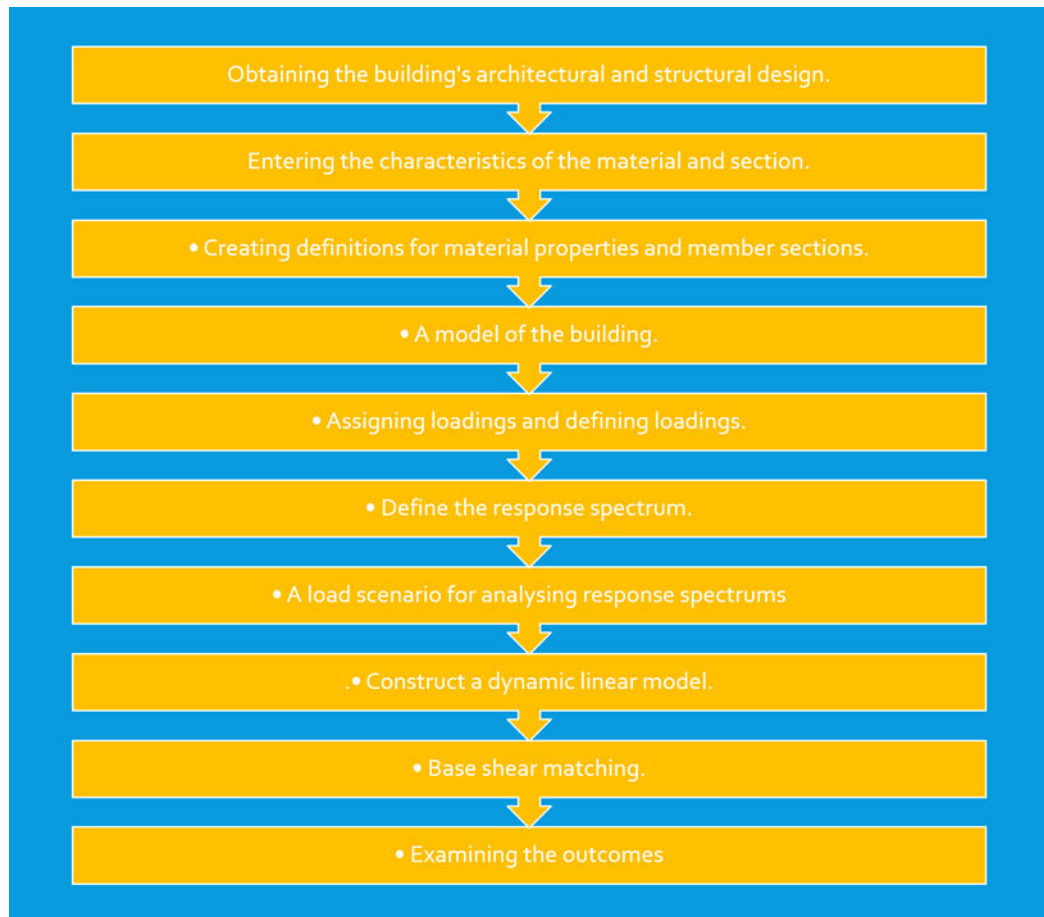 Obtaining the building's architectural and structural design.
Entering the characteristics of the material and section.
• Creating definitions for material properties and member sections.
• A model of the building.
• Assigning loadings and defining loadings.
• Define the response spectrum.
• A load scenario for analysing response spectrums
.• Construct a dynamic linear model.
• Base shear matching.
• Examining the outcomes